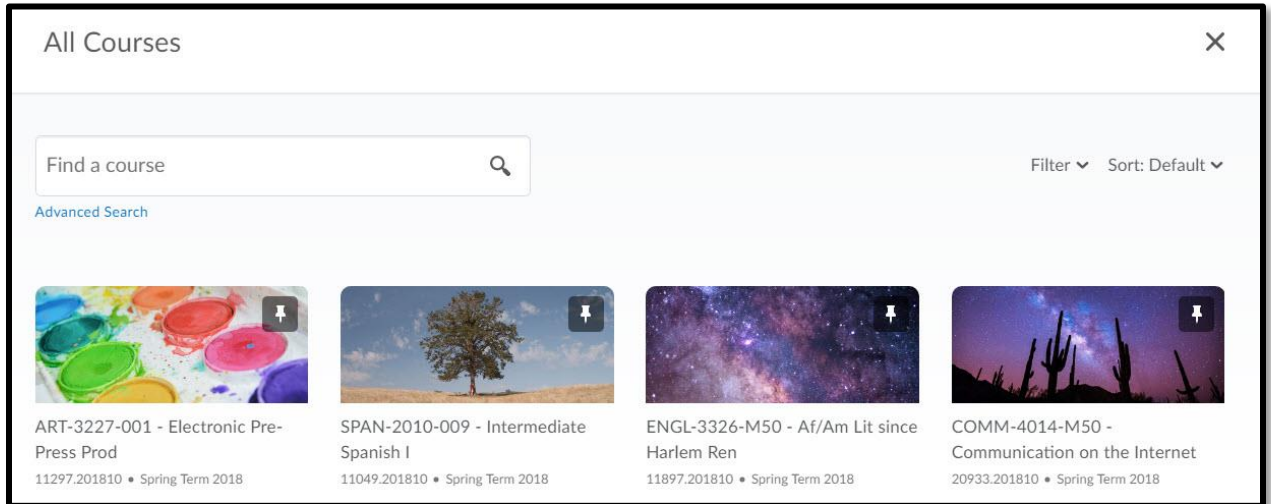 All Courses
Find a course
Filter Sort: Default
Advanced Search
ART-3227-001 - Electronic Pre-
Press Prod
11297.201810 • Spring Term 2018
SPAN-2010-009 - Intermediate
Spanish I
11049.201810 • Spring Term 2018
ENGL-3326-M50 - Af/Am Lit since
Harlem Ren
11897.201810 • Spring Term 2018
COMM-4014-M50 -
Communication on the Internet
20933.201810 • Spring Term 2018